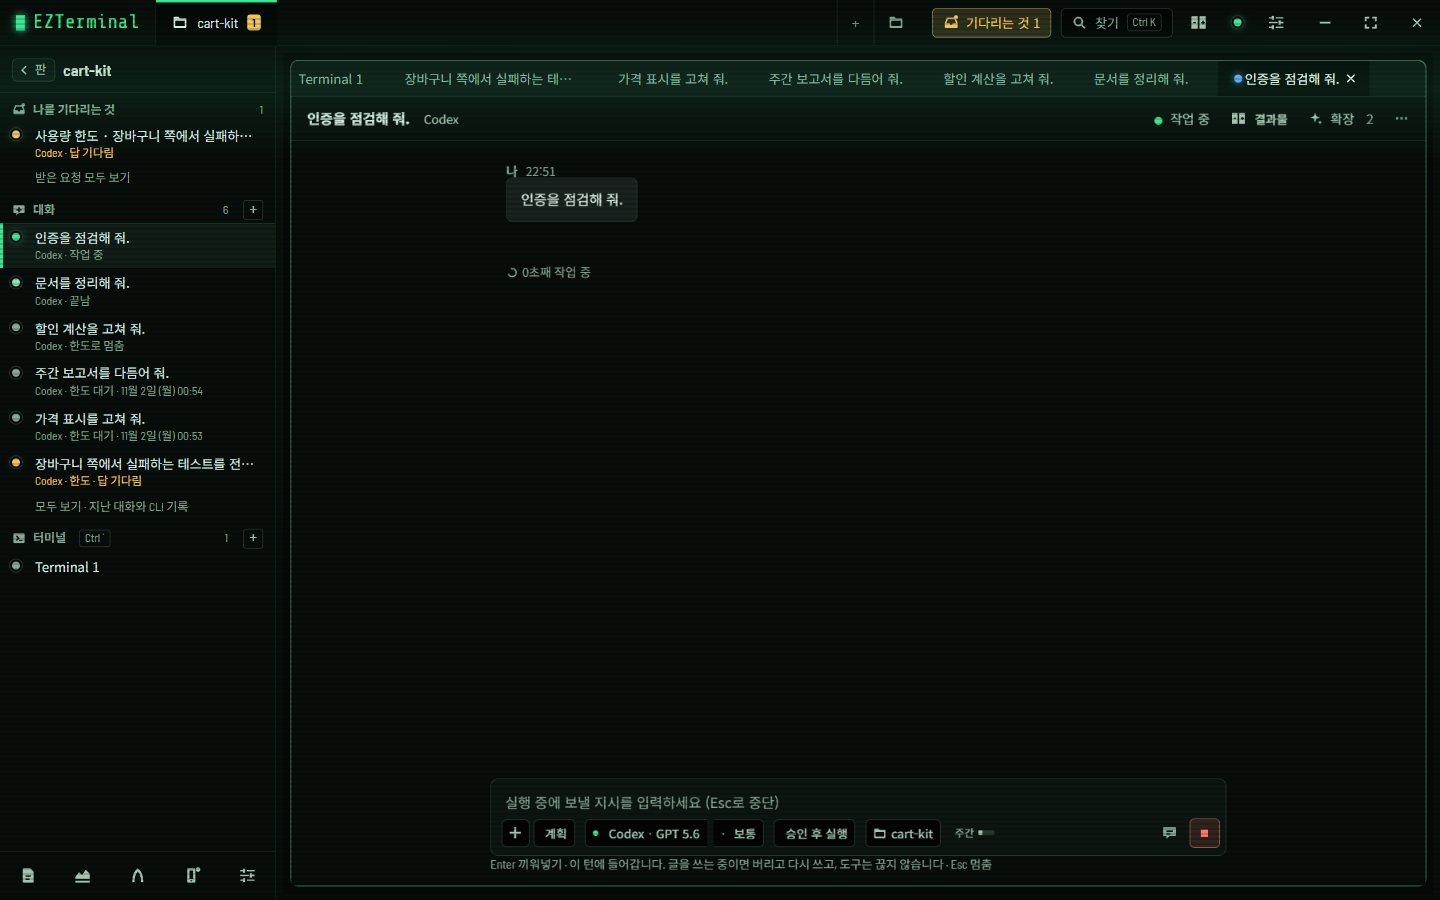 EZTerminal
cart-kit 1
+
기다리는 것 1
찾기 Ctrl K
판 cart-kit
나를 기다리는 것 1
사용량 한도 · 장바구니 쪽에서 실패하…
Codex · 답 기다림
받은 요청 모두 보기
대화 6 +
인증을 점검해 줘.
Codex · 작업 중
문서를 정리해 줘.
Codex · 끝남
할인 계산을 고쳐 줘.
Codex · 한도로 멈춤
주간 보고서를 다듬어 줘.
Codex · 한도 대기 · 11월 2일 (월) 00:54
가격 표시를 고쳐 줘.
Codex · 한도 대기 · 11월 2일 (월) 00:53
장바구니 쪽에서 실패하는 테스트를 전…
Codex · 한도 · 답 기다림
모두 보기 · 지난 대화와 CLI 기록
터미널 Ctrl ` 1 +
Terminal 1
Terminal 1
장바구니 쪽에서 실패하는 테…
가격 표시를 고쳐 줘.
주간 보고서를 다듬어 줘.
할인 계산을 고쳐 줘.
문서를 정리해 줘.
인증을 점검해 줘.
인증을 점검해 줘. Codex
작업 중
결과물
확장 2
나 22:51
인증을 점검해 줘.
0초째 작업 중
실행 중에 보낼 지시를 입력하세요 (Esc로 중단)
+ 계획 Codex · GPT 5.6 · 보통 승인 후 실행 cart-kit 주간
Enter 끼워넣기 · 이 턴에 들어갑니다. 글을 쓰는 중이면 버리고 다시 쓰고, 도구는 끊지 않습니다 · Esc 멈춤